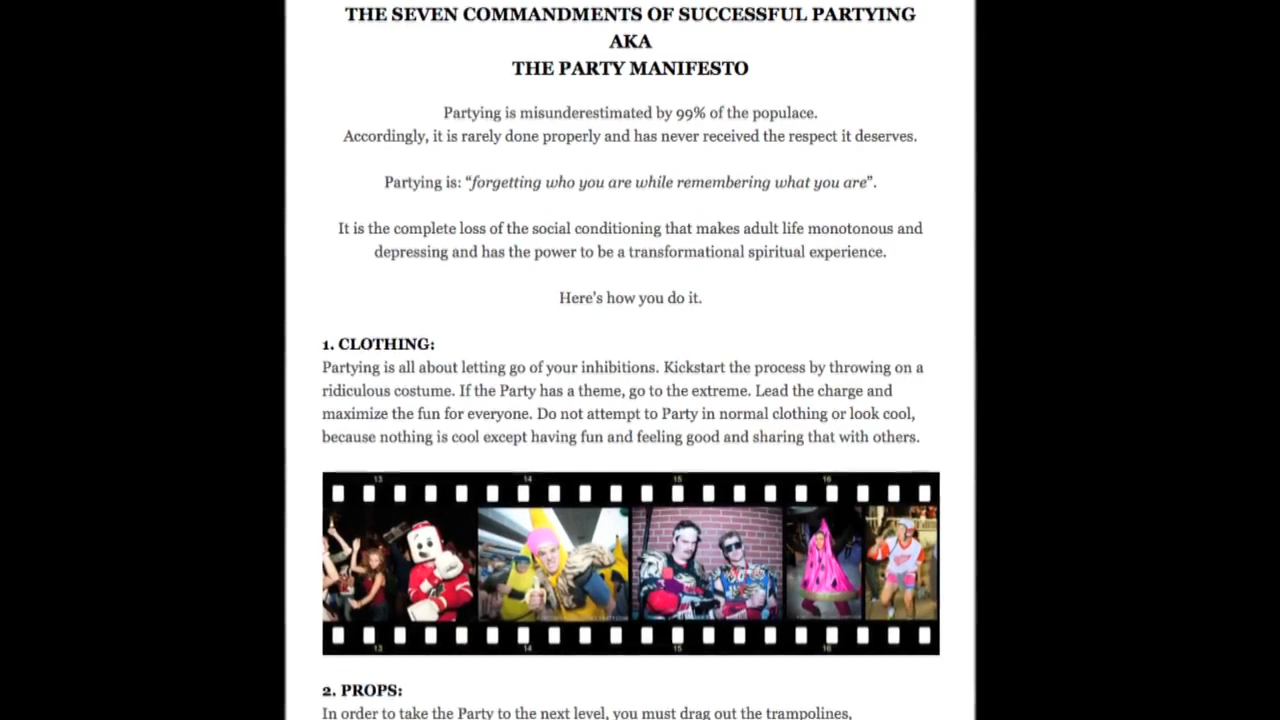 THE SEVEN COMMANDMENTS OF SUCCESSFUL PARTYING
AKA
THE PARTY MANIFESTO
Partying is misunderestimated by 99% of the populace.
Accordingly, it is rarely done properly and has never received the respect it deserves.
Partying is: “forgetting who you are while remembering what you are”.
It is the complete loss of the social conditioning that makes adult life monotonous and
depressing and has the power to be a transformational spiritual experience.
Here’s how you do it.
1. CLOTHING:
Partying is all about letting go of your inhibitions. Kickstart the process by throwing on a
ridiculous costume. If the Party has a theme, go to the extreme. Lead the charge and
maximize the fun for everyone. Do not attempt to Party in normal clothing or look cool,
because nothing is cool except having fun and feeling good and sharing that with others.
13 14 15 16
13 14 15 16
2. PROPS:
In order to take the Party to the next level, you must drag out the trampolines,